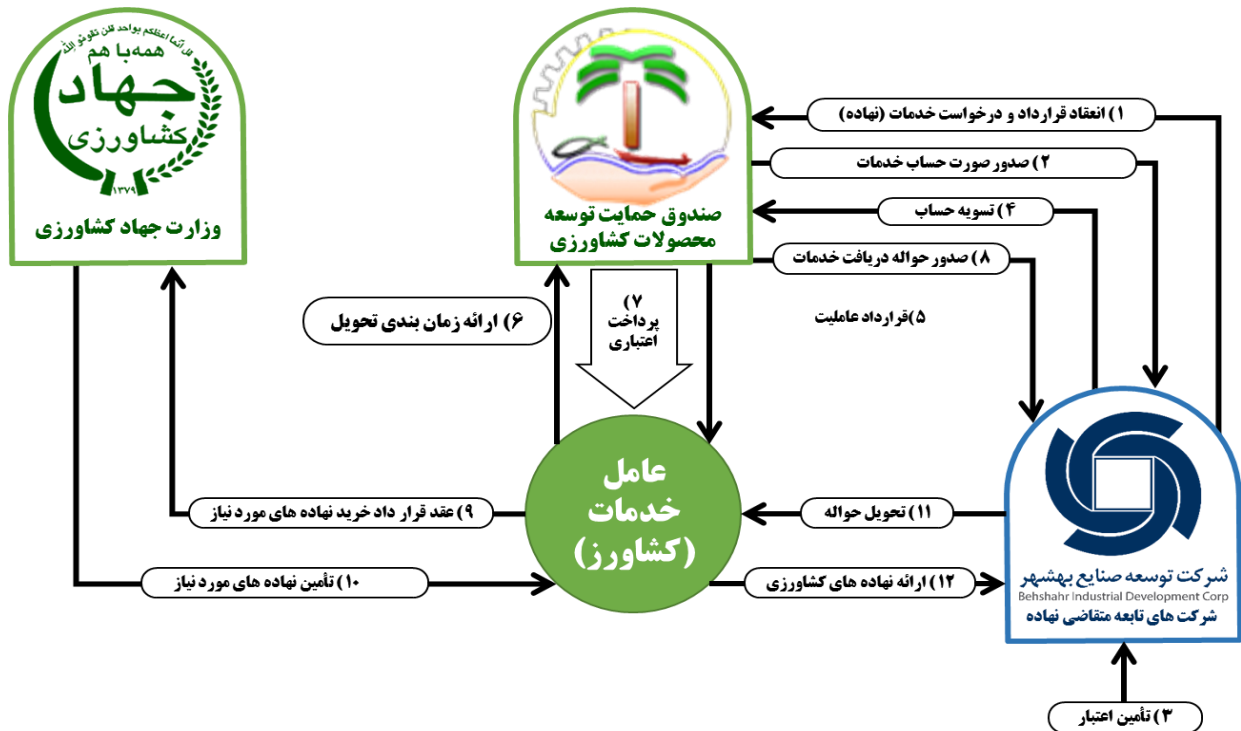 قل انما اعظکم بواحد
همه با هم
جهاد
کشاورزی
۱۳۷۹
وزارت جهاد کشاورزی
صندوق حمایت توسعه
محصولات کشاورزی
۱) انعقاد قرارداد و درخواست خدمات (نهاده)
۲) صدور صورت حساب خدمات
۴) تسویه حساب
۸) صدور حواله دریافت خدمات
۵)قرارداد عاملیت
۶) ارائه زمان بندی تحویل
۷)
پرداخت
اعتباری
عامل
خدمات
(کشاورز)
۹) عقد قرار داد خرید نهاده های مورد نیاز
۱۰) تأمین نهاده های مورد نیاز
۱۱) تحویل حواله
۱۲) ارائه نهاده های کشاورزی
شرکت توسعه صنایع بهشهر
Behshahr Industrial Development Corp
شرکت های تابعه متقاضی نهاده
۳) تأمین اعتبار